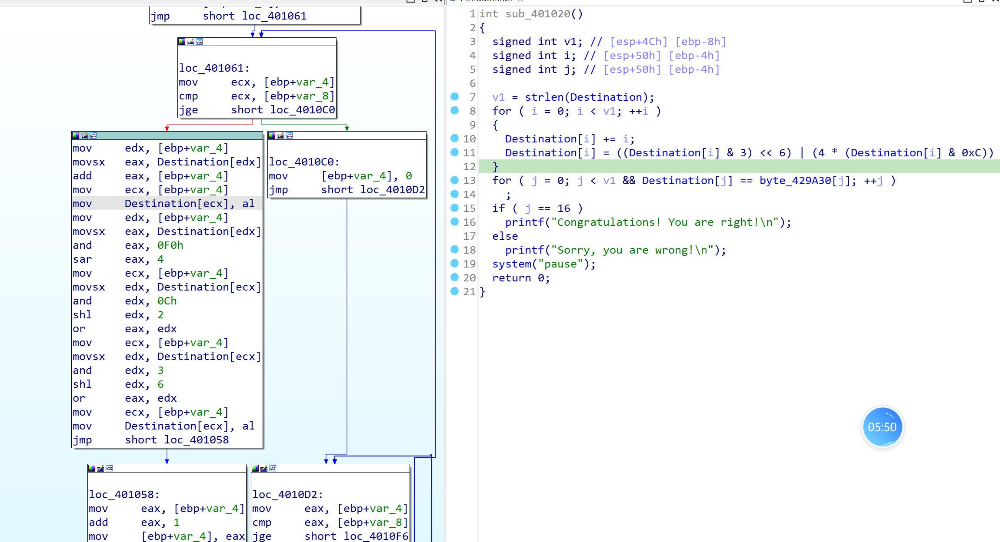 jmp short loc_401061
loc_401061:
mov ecx, [ebp+var_4]
cmp ecx, [ebp+var_8]
jge short loc_4010C0
mov edx, [ebp+var_4]
movsx eax, Destination[edx]
add eax, [ebp+var_4]
mov ecx, [ebp+var_4]
mov Destination[ecx], al
mov edx, [ebp+var_4]
movsx eax, Destination[edx]
and eax, 0F0h
sar eax, 4
mov ecx, [ebp+var_4]
movsx edx, Destination[ecx]
and edx, 0Ch
shl edx, 2
or eax, edx
mov ecx, [ebp+var_4]
movsx edx, Destination[ecx]
and edx, 3
shl edx, 6
or eax, edx
mov ecx, [ebp+var_4]
mov Destination[ecx], al
jmp short loc_401058
loc_4010C0:
mov [ebp+var_4], 0
jmp short loc_4010D2
loc_401058:
mov eax, [ebp+var_4]
add eax, 1
mov [ebp+var_4], eax
loc_4010D2:
mov eax, [ebp+var_4]
cmp eax, [ebp+var_8]
jge short loc_4010F6
1 int sub_401020()
2 {
3 signed int v1; // [esp+4Ch] [ebp-8h]
4 signed int i; // [esp+50h] [ebp-4h]
5 signed int j; // [esp+50h] [ebp-4h]
6
7 v1 = strlen(Destination);
8 for ( i = 0; i < v1; ++i )
9 {
10 Destination[i] += i;
11 Destination[i] = ((Destination[i] & 3) << 6) | (4 * (Destination[i] & 0xC))
12 }
13 for ( j = 0; j < v1 && Destination[j] == byte_429A30[j]; ++j )
14 ;
15 if ( j == 16 )
16 printf("Congratulations! You are right!\n");
17 else
18 printf("Sorry, you are wrong!\n");
19 system("pause");
20 return 0;
21 }
05:50